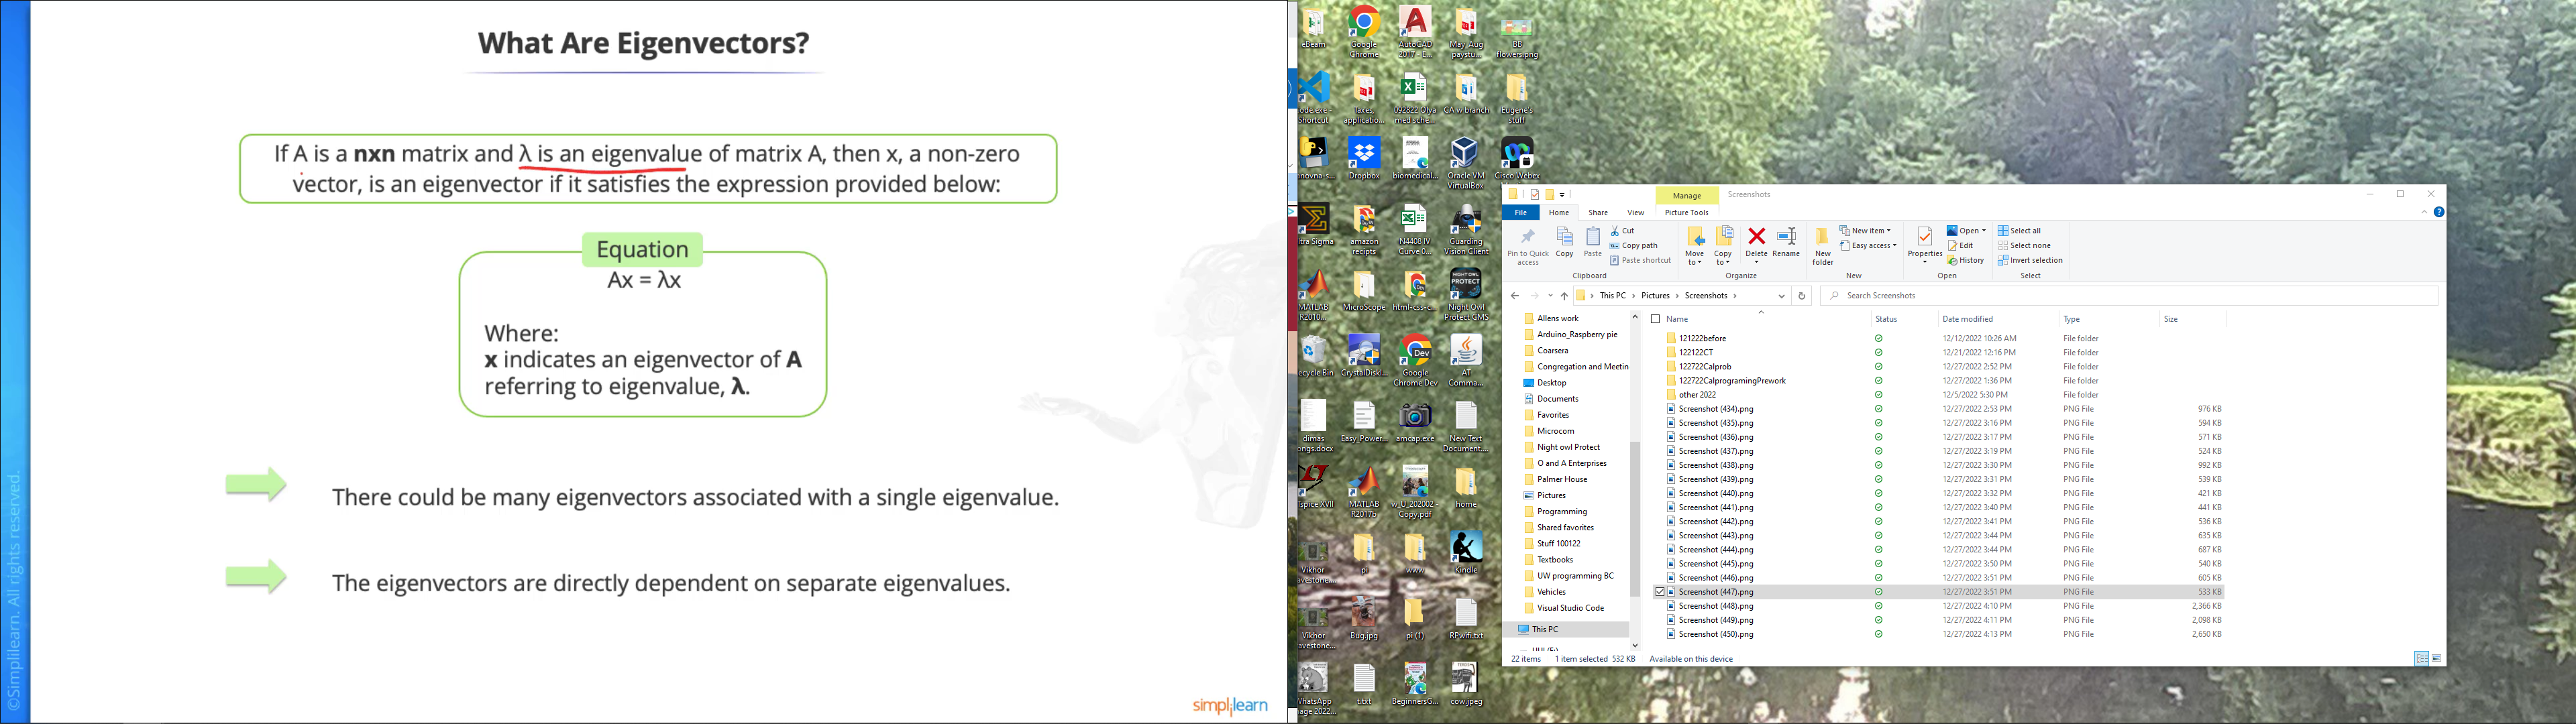 What Are Eigenvectors?
If A is a nxn matrix and λ is an eigenvalue of matrix A, then x, a non-zero
vector, is an eigenvector if it satisfies the expression provided below:
Equation
Ax = λx
Where:
x indicates an eigenvector of A
referring to eigenvalue, λ.
There could be many eigenvectors associated with a single eigenvalue.
The eigenvectors are directly dependent on separate eigenvalues.
©Simplilearn. All rights reserved.
simplilearn
eBeam
Google
Chrome
AutoCAD
2017 - E...
May_Aug
paystu...
BB
flowers.png
ode.exe -
Shortcut
Taxes,
applicatio...
092822 Olya
med sche...
CA w branch
Eugene's
stuff
Dropbox
biomedical...
Oracle VM
VirtualBox
Cisco Webex
tra Sigma
amazon
recipts
N4408 IV
Curve 0...
Guarding
Vision Client
MATLAB
R2010...
MicroScope
html-css-c...
Night Owl
Protect CMS
ecycle Bin
CrystalDiskI...
Google
Chrome Dev
AT
Comma...
dimas
ongs.docx
Easy_Power...
amcap.exe
New Text
Document...
tspice XVII
MATLAB
R2017b
w_U_202002 -
Copy.pdf
home
Vikhor
avestone...
pi
www
Kindle
Vikhor
avestone...
Bug.jpg
pi (1)
RPwifi.txt
WhatsApp
age 2022...
t.txt
BeginnersG...
cow.jpeg
Manage
Screenshots
File
Home
Share
View
Picture Tools
Pin to Quick
access
Copy
Paste
Cut
Copy path
Paste shortcut
Move
to
Copy
to
Delete
Rename
New
folder
New item
Easy access
Properties
Open
Edit
History
Select all
Select none
Invert selection
Clipboard
Organize
New
Open
Select
This PC > Pictures > Screenshots >
Search Screenshots
Allens work
Arduino_Raspberry pie
Coarsera
Congregation and Meetin
Desktop
Documents
Favorites
Microcom
Night owl Protect
O and A Enterprises
Palmer House
Pictures
Programming
Shared favorites
Stuff 100122
Textbooks
UW programming BC
Vehicles
Visual Studio Code
This PC
Name Status Date modified Type Size
121222before 12/12/2022 10:26 AM File folder
122122CT 12/21/2022 12:16 PM File folder
122722Calprob 12/27/2022 2:52 PM File folder
122722CalprogramingPrework 12/27/2022 1:36 PM File folder
other 2022 12/5/2022 5:30 PM File folder
Screenshot (434).png 12/27/2022 2:53 PM PNG File 976 KB
Screenshot (435).png 12/27/2022 3:16 PM PNG File 594 KB
Screenshot (436).png 12/27/2022 3:17 PM PNG File 571 KB
Screenshot (437).png 12/27/2022 3:19 PM PNG File 524 KB
Screenshot (438).png 12/27/2022 3:30 PM PNG File 992 KB
Screenshot (439).png 12/27/2022 3:31 PM PNG File 539 KB
Screenshot (440).png 12/27/2022 3:32 PM PNG File 421 KB
Screenshot (441).png 12/27/2022 3:40 PM PNG File 441 KB
Screenshot (442).png 12/27/2022 3:41 PM PNG File 536 KB
Screenshot (443).png 12/27/2022 3:44 PM PNG File 635 KB
Screenshot (444).png 12/27/2022 3:44 PM PNG File 687 KB
Screenshot (445).png 12/27/2022 3:50 PM PNG File 540 KB
Screenshot (446).png 12/27/2022 3:51 PM PNG File 605 KB
Screenshot (447).png 12/27/2022 3:51 PM PNG File 533 KB
Screenshot (448).png 12/27/2022 4:10 PM PNG File 2,366 KB
Screenshot (449).png 12/27/2022 4:11 PM PNG File 2,098 KB
Screenshot (450).png 12/27/2022 4:13 PM PNG File 2,650 KB
22 items 1 item selected 532 KB Available on this device